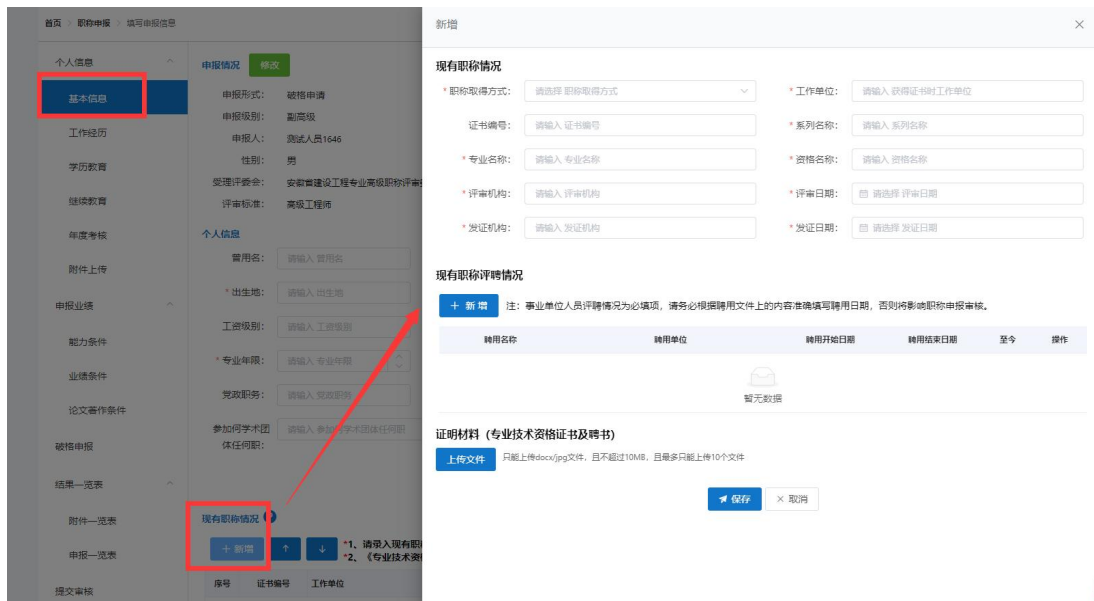 首页 > 职称申报 > 填写申报信息
个人信息
基本信息
工作经历
学历教育
继续教育
年度考核
附件上传
申报业绩
能力条件
业绩条件
论文著作条件
破格申报
结果一览表
附件一览表
申报一览表
提交审核
申报情况 修改
申报形式: 破格申请
申报级别: 副高级
申报人: 测试人员1646
性别: 男
受理评委会: 安徽省建设工程专业高级职称评审
评审标准: 高级工程师
个人信息
曾用名: 请输入 曾用名
* 出生地: 请输入 出生地
工资级别: 请输入 工资级别
* 专业年限: 请输入 专业年限
党政职务: 请输入 党政职务
参加何学术团 请输入 参加何学术团体任何职
体任何职:
现有职称情况
+ 新增 ↑ ↓ *1、请录入现有职
*2、《专业技术资
序号 证书编号 工作单位
新增
现有职称情况
* 职称取得方式: 请选择 职称取得方式 * 工作单位: 请输入 获得证书时工作单位
证书编号: 请输入 证书编号 * 系列名称: 请输入 系列名称
* 专业名称: 请输入 专业名称 * 资格名称: 请输入 资格名称
* 评审机构: 请输入 评审机构 * 评审日期: 请选择 评审日期
* 发证机构: 请输入 发证机构 * 发证日期: 请选择 发证日期
现有职称评聘情况
+ 新增 注: 事业单位人员评聘情况为必填项,请务必根据聘用文件上的内容准确填写聘用日期,否则将影响职称申报审核。
聘用名称 聘用单位 聘用开始日期 聘用结束日期 至今 操作
暂无数据
证明材料(专业技术资格证书及聘书)
上传文件 只能上传docx/jpg文件,且不超过10MB,且最多只能上传10个文件
保存 × 取消